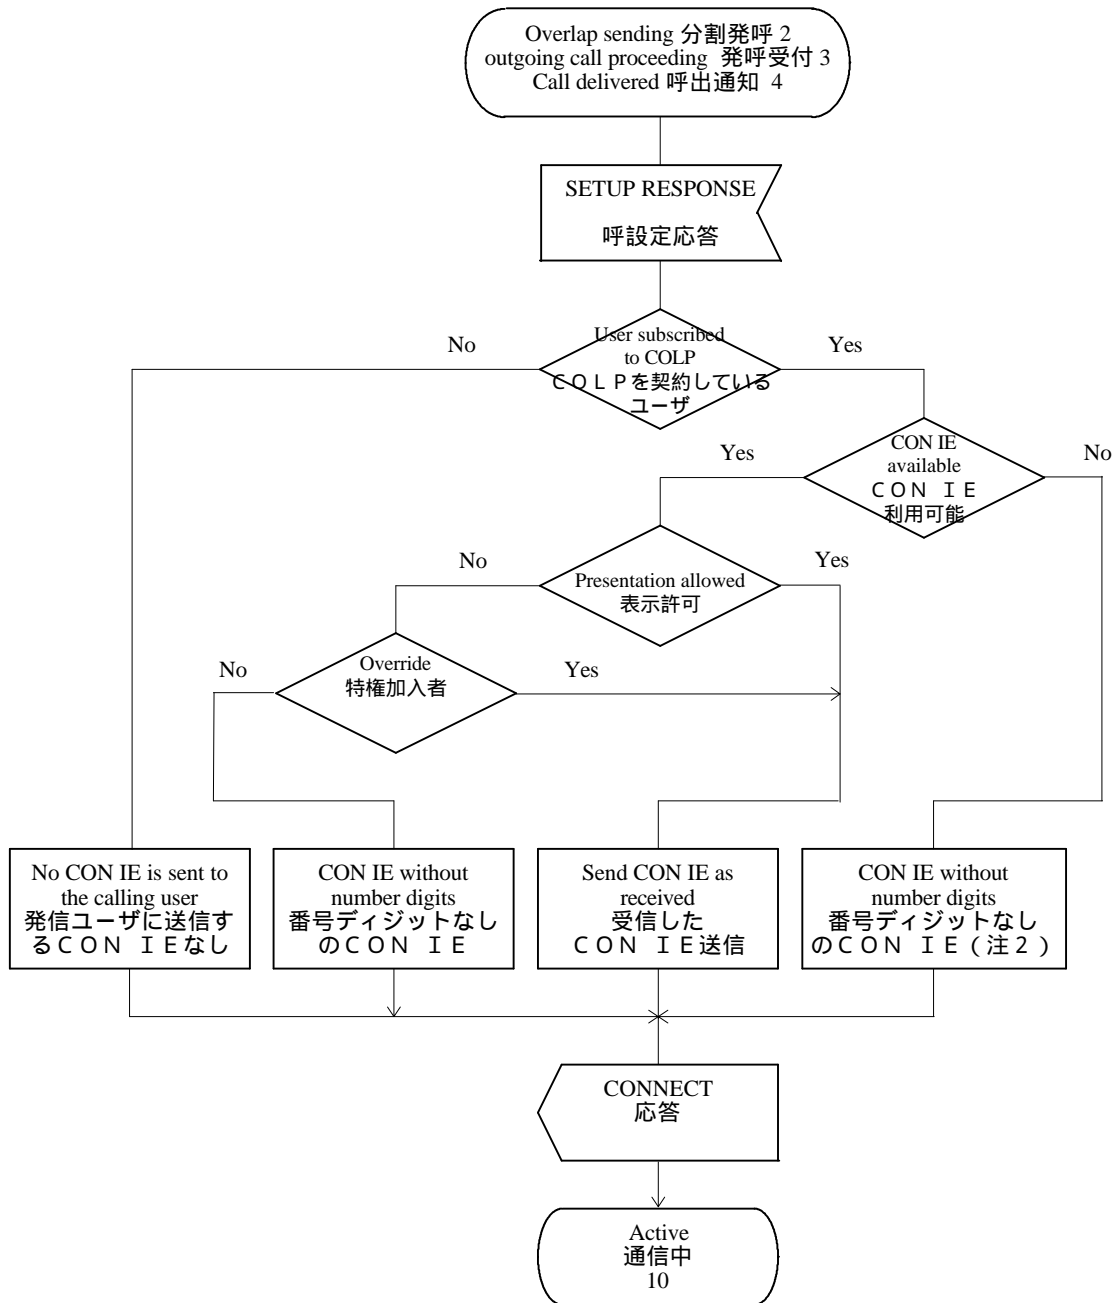 Overlap sending 分割発呼 2
outgoing call proceeding 発呼受付 3
Call delivered 呼出通知 4
SETUP RESPONSE
呼設定応答
No
User subscribed
to COLP
ＣＯＬＰを契約している
ユーザ
Yes
Yes
CON IE
available
ＣＯＮ ＩＥ
利用可能
No
No
Presentation allowed
表示許可
Yes
No
Override
特権加入者
Yes
No CON IE is sent to
the calling user
発信ユーザに送信す
るＣＯＮ ＩＥなし
CON IE without
number digits
番号ディジットなし
のＣＯＮ ＩＥ
Send CON IE as
received
受信した
ＣＯＮ ＩＥ送信
CON IE without
number digits
番号ディジットなし
のＣＯＮ ＩＥ（注２）
CONNECT
応答
Active
通信中
10